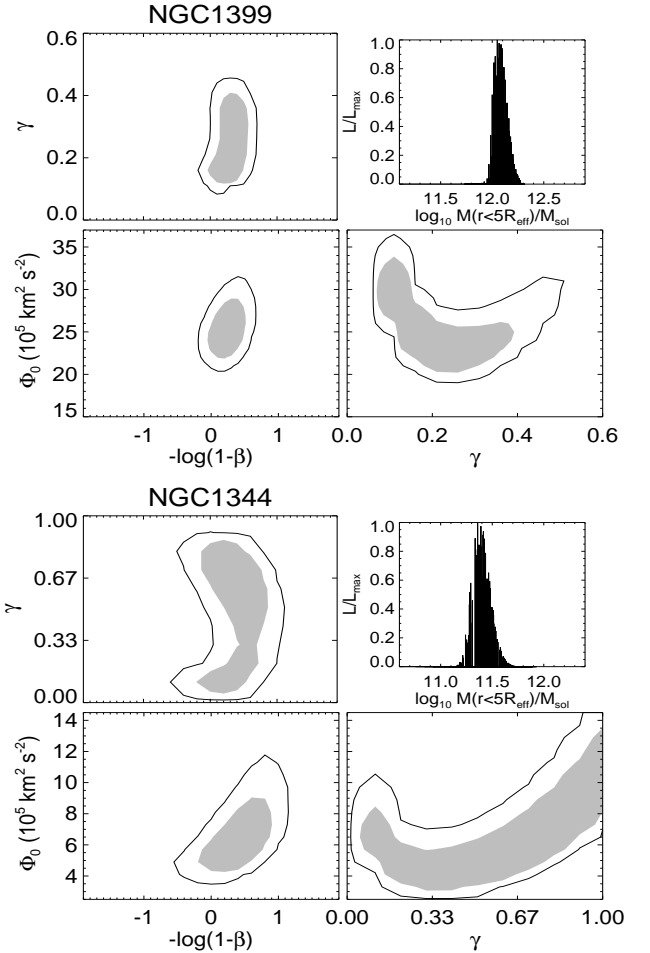 NGC1399
0.6
0.4
0.2
0.0
γ
1.0
0.8
0.6
0.4
0.2
0.0
L/Lmax
11.5 12.0 12.5
log10 M(r<5Reff)/Msol
35
30
25
20
15
Φ0 (10^5 km^2 s^-2)
-1 0 1
-log(1-β)
0.0 0.2 0.4 0.6
γ
NGC1344
1.00
0.67
0.33
0.00
γ
1.0
0.8
0.6
0.4
0.2
0.0
L/Lmax
11.0 11.5 12.0
log10 M(r<5Reff)/Msol
14
12
10
8
6
4
Φ0 (10^5 km^2 s^-2)
-1 0 1
-log(1-β)
0.00 0.33 0.67 1.00
γ